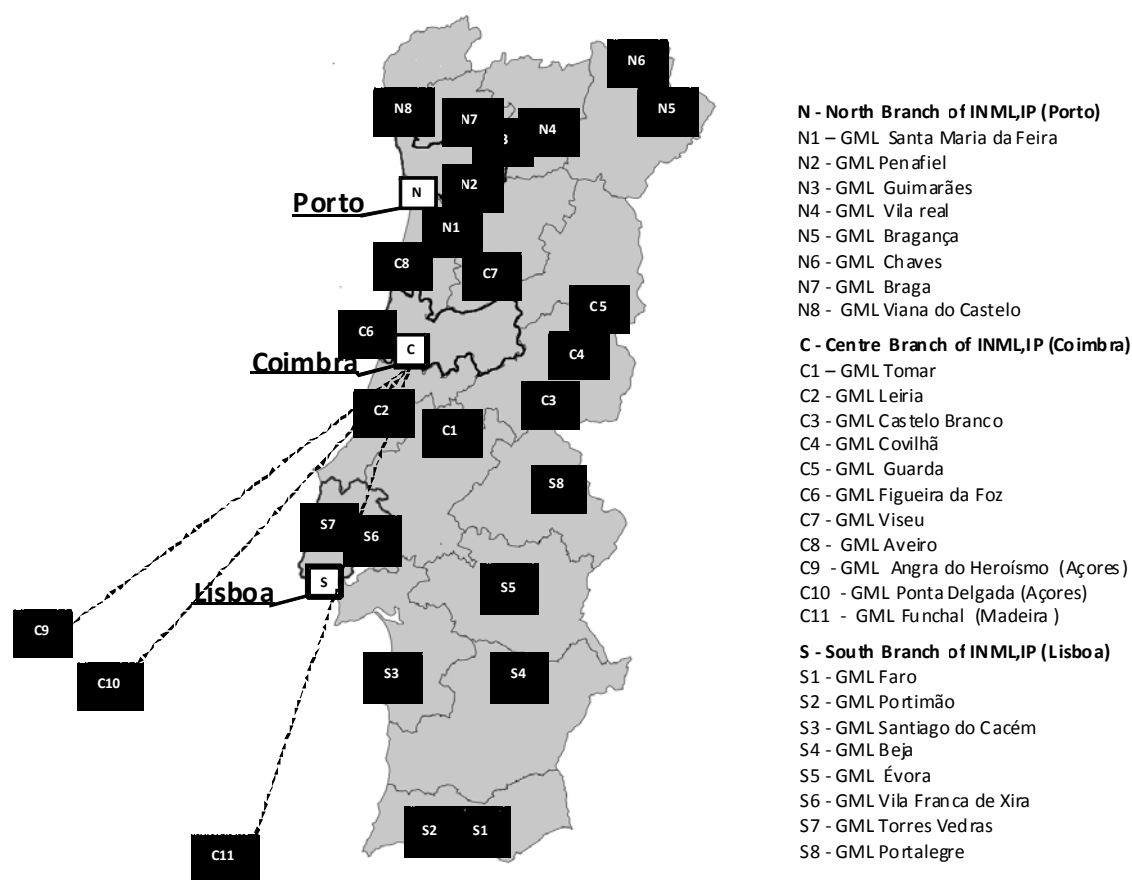 N6
N8
N7
N5
N4
3
N2
N
Porto
N1
C8
C7
C5
C6
C
C4
Coimbra
C3
C2
C1
S8
S7
S6
S
Lisboa
S5
C9
S3
S4
C10
S2
S1
C11
N - North Branch of INML,IP (Porto)
N1 – GML Santa Maria da Feira
N2 - GML Penafiel
N3 - GML Guimarães
N4 - GML Vila real
N5 - GML Bragança
N6 - GML Chaves
N7 - GML Braga
N8 - GML Viana do Castelo
C - Centre Branch of INML,IP (Coimbra)
C1 – GML Tomar
C2 - GML Leiria
C3 - GML Castelo Branco
C4 - GML Covilhã
C5 - GML Guarda
C6 - GML Figueira da Foz
C7 - GML Viseu
C8 - GML Aveiro
C9 - GML Angra do Heroísmo (Açores)
C10 - GML Ponta Delgada (Açores)
C11 - GML Funchal (Madeira )
S - South Branch of INML,IP (Lisboa)
S1 - GML Faro
S2 - GML Portimão
S3 - GML Santiago do Cacém
S4 - GML Beja
S5 - GML Évora
S6 - GML Vila Franca de Xira
S7 - GML Torres Vedras
S8 - GML Portalegre